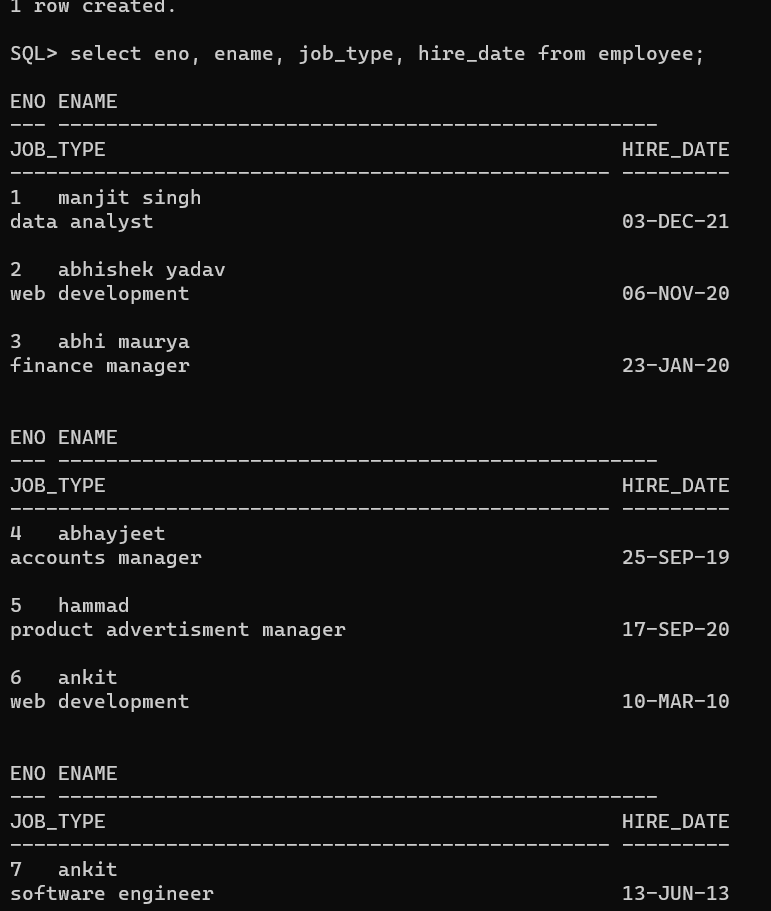 1 row created.
SQL> select eno, ename, job_type, hire_date from employee;
ENO ENAME
--- --------------------------------------------------
JOB_TYPE                                           HIRE_DATE
-------------------------------------------------- ---------
1   manjit singh
data analyst                                       03-DEC-21
2   abhishek yadav
web development                                    06-NOV-20
3   abhi maurya
finance manager                                    23-JAN-20
ENO ENAME
--- --------------------------------------------------
JOB_TYPE                                           HIRE_DATE
-------------------------------------------------- ---------
4   abhayjeet
accounts manager                                   25-SEP-19
5   hammad
product advertisment manager                       17-SEP-20
6   ankit
web development                                    10-MAR-10
ENO ENAME
--- --------------------------------------------------
JOB_TYPE                                           HIRE_DATE
-------------------------------------------------- ---------
7   ankit
software engineer                                  13-JUN-13